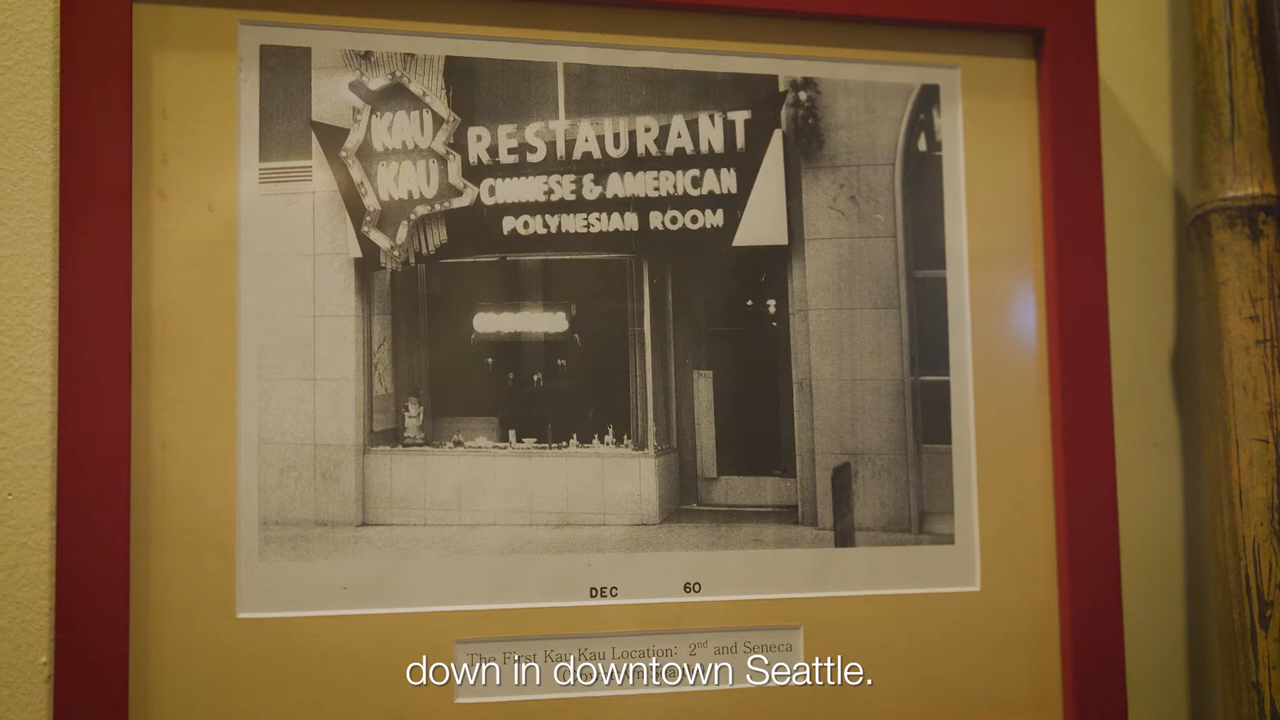 KAU
KAU
RESTAURANT
CHINESE & AMERICAN
POLYNESIAN ROOM
DEC 60
The First Kau Kau Location: 2nd and Seneca
down in downtown Seattle.